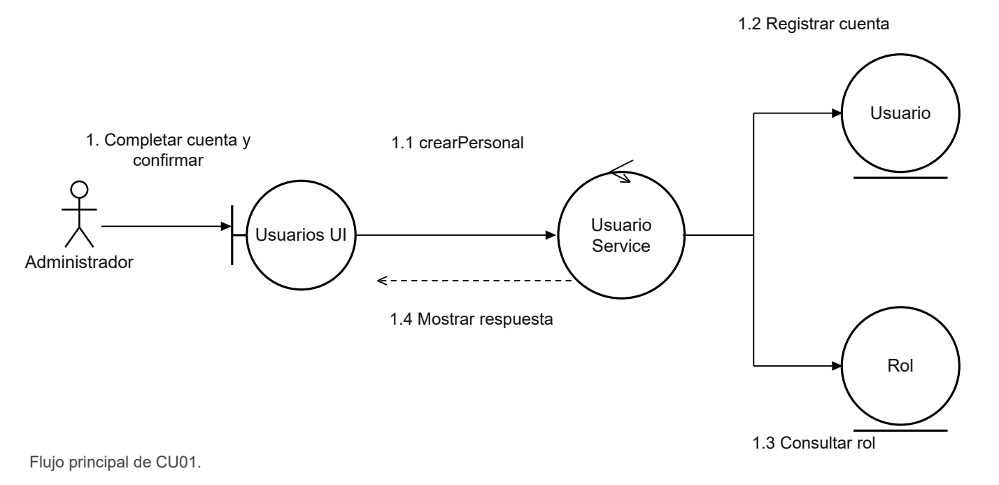 1.2 Registrar cuenta
Usuario
1. Completar cuenta y
confirmar
1.1 crearPersonal
Administrador
Usuarios UI
Usuario
Service
1.4 Mostrar respuesta
Rol
1.3 Consultar rol
Flujo principal de CU01.